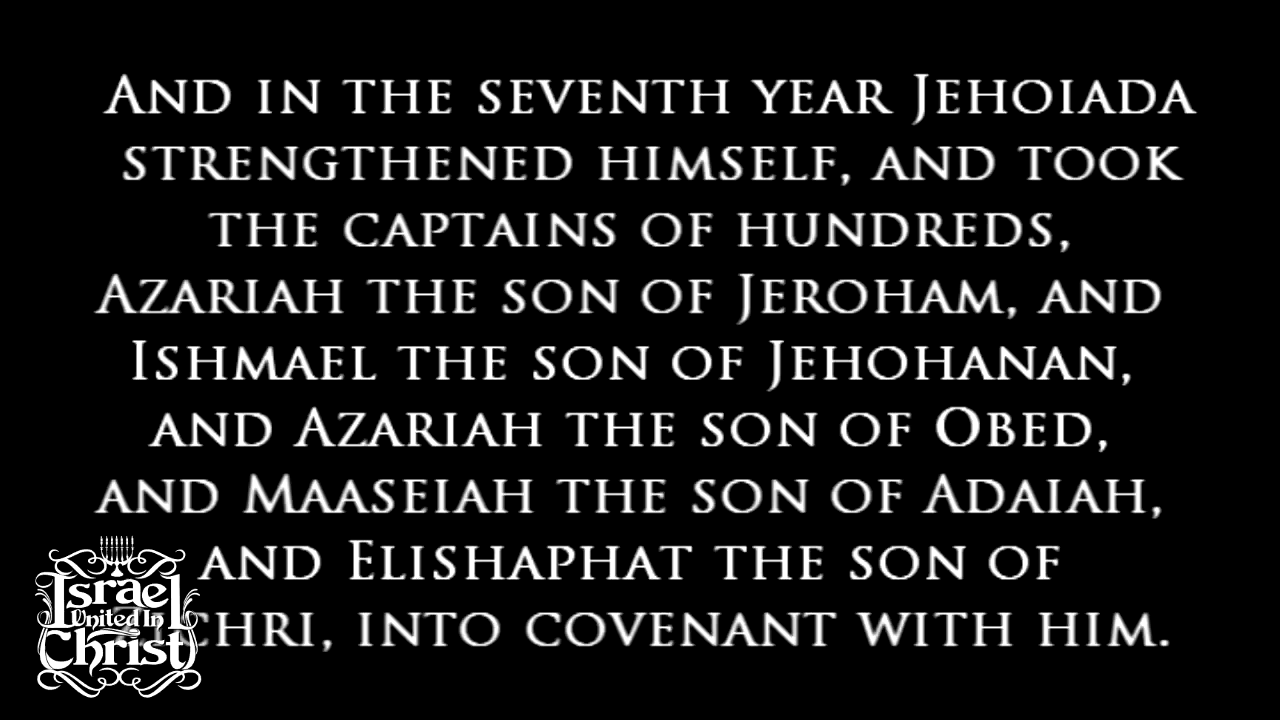 And in the seventh year Jehoiada
strengthened himself, and took
the captains of hundreds,
Azariah the son of Jeroham, and
Ishmael the son of Jehohanan,
and Azariah the son of Obed,
and Maaseiah the son of Adaiah,
and Elishaphat the son of
Zichri, into covenant with him.
Israel
United In
Christ